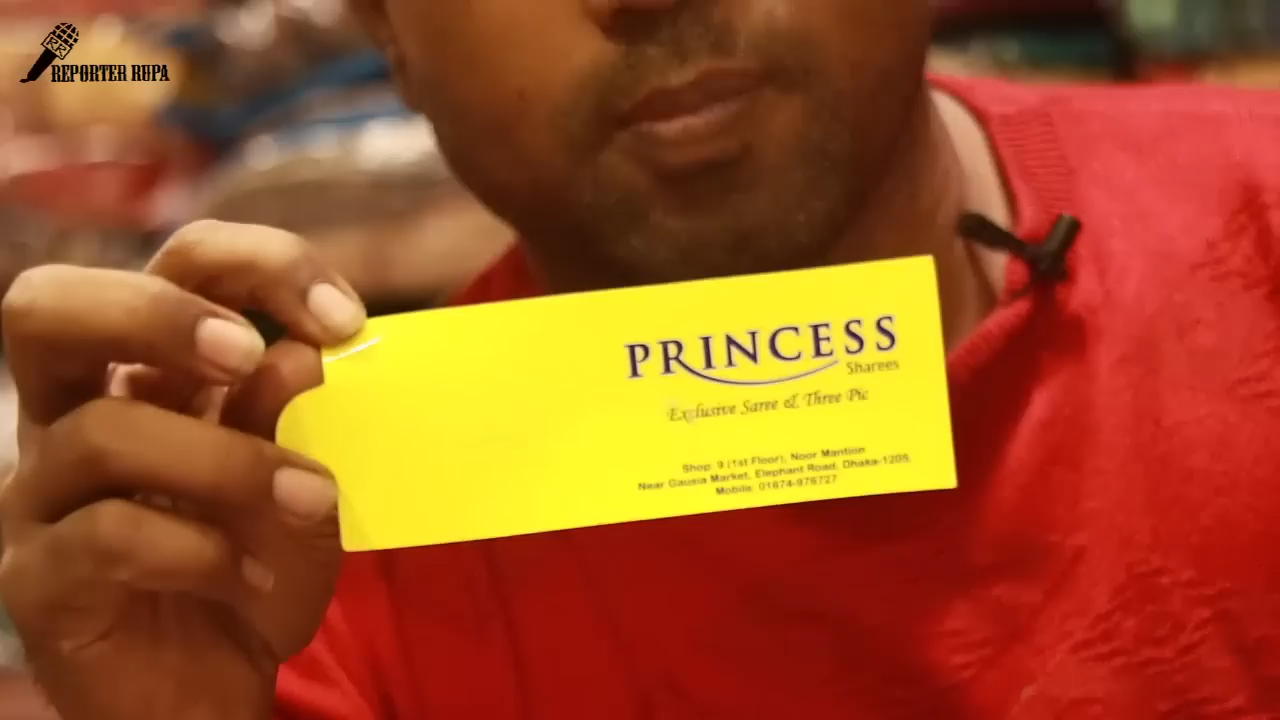 REPORTER RUPA
PRINCESS
Sharees
Exclusive Saree & Three Pic
Shop: 9 (1st Floor), Noor Mantion
Near Gausia Market, Elephant Road, Dhaka-1205,
Mobile: 01674-976727